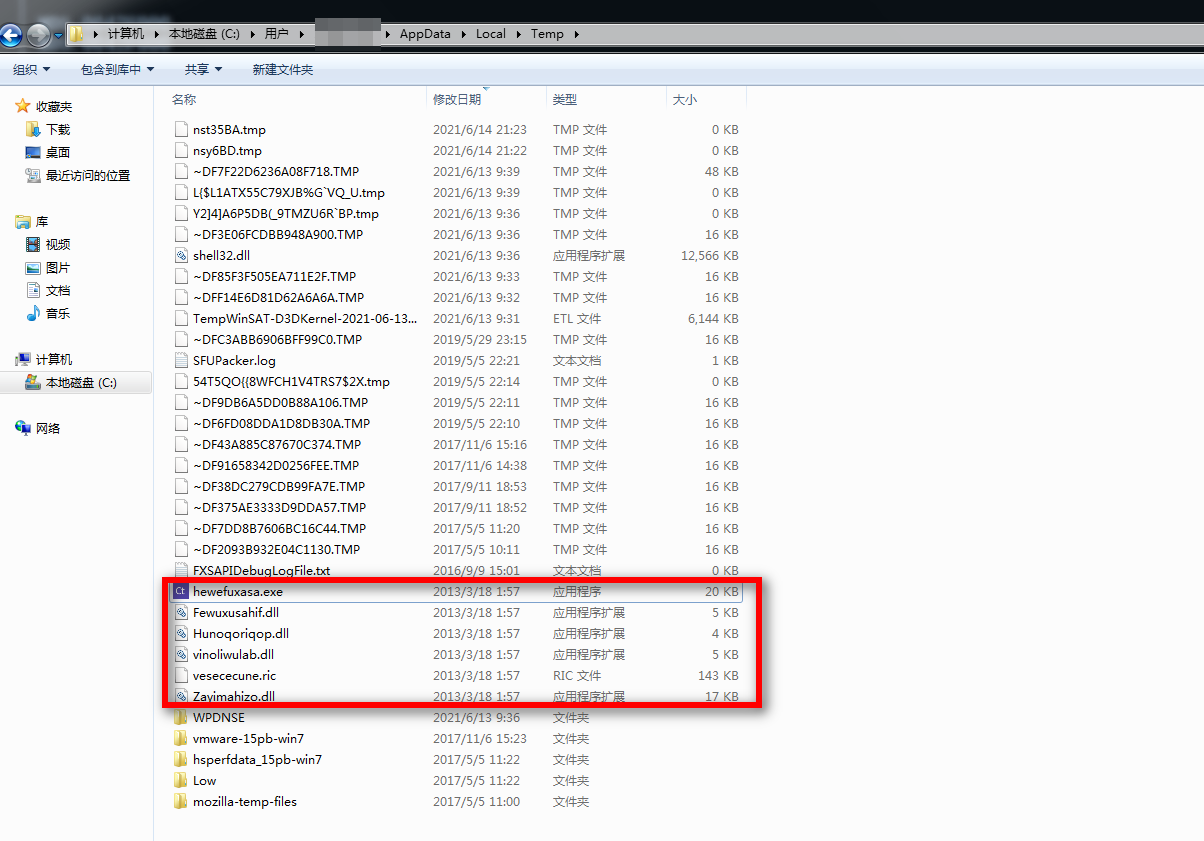 计算机 本地磁盘 (C:) 用户 AppData Local Temp
组织 包含到库中 共享 新建文件夹
收藏夹
下载
桌面
最近访问的位置
库
视频
图片
文档
音乐
计算机
本地磁盘 (C:)
网络
名称 修改日期 类型 大小
nst35BA.tmp 2021/6/14 21:23 TMP 文件 0 KB
nsy6BD.tmp 2021/6/14 21:22 TMP 文件 0 KB
~DF7F22D6236A08F718.TMP 2021/6/13 9:39 TMP 文件 48 KB
L{$L1ATX55C79XJB%G`VQ_U.tmp 2021/6/13 9:39 TMP 文件 0 KB
Y2]4]A6P5DB(_9TMZU6R`BP.tmp 2021/6/13 9:36 TMP 文件 0 KB
~DF3E06FCDBB948A900.TMP 2021/6/13 9:36 TMP 文件 16 KB
shell32.dll 2021/6/13 9:36 应用程序扩展 12,566 KB
~DF85F3F505EA711E2F.TMP 2021/6/13 9:33 TMP 文件 16 KB
~DFF14E6D81D62A6A6A.TMP 2021/6/13 9:32 TMP 文件 16 KB
TempWinSAT-D3DKernel-2021-06-13... 2021/6/13 9:31 ETL 文件 6,144 KB
~DFC3ABB6906BFF99C0.TMP 2019/5/29 23:15 TMP 文件 16 KB
SFUPacker.log 2019/5/5 22:21 文本文档 1 KB
54T5QO{{8WFCH1V4TRS7$2X.tmp 2019/5/5 22:14 TMP 文件 0 KB
~DF9DB6A5DD0B88A106.TMP 2019/5/5 22:11 TMP 文件 16 KB
~DF6FD08DDA1D8DB30A.TMP 2019/5/5 22:10 TMP 文件 16 KB
~DF43A885C87670C374.TMP 2017/11/6 15:16 TMP 文件 16 KB
~DF91658342D0256FEE.TMP 2017/11/6 14:38 TMP 文件 16 KB
~DF38DC279CDB99FA7E.TMP 2017/9/11 18:53 TMP 文件 16 KB
~DF375AE3333D9DDA57.TMP 2017/9/11 18:52 TMP 文件 16 KB
~DF7DD8B7606BC16C44.TMP 2017/5/5 11:20 TMP 文件 16 KB
~DF2093B932E04C1130.TMP 2017/5/5 10:11 TMP 文件 16 KB
FXSAPIDebugLogFile.txt 2016/9/9 15:01 文本文档 0 KB
Ct hewefuxasa.exe 2013/3/18 1:57 应用程序 20 KB
Fewuxusahif.dll 2013/3/18 1:57 应用程序扩展 5 KB
Hunoqoriqop.dll 2013/3/18 1:57 应用程序扩展 4 KB
vinoliwulab.dll 2013/3/18 1:57 应用程序扩展 5 KB
vesececune.ric 2013/3/18 1:57 RIC 文件 143 KB
Zayimahizo.dll 2013/3/18 1:57 应用程序扩展 17 KB
WPDNSE 2021/6/13 9:36 文件夹
vmware-15pb-win7 2017/11/6 15:23 文件夹
hsperfdata_15pb-win7 2017/5/5 11:22 文件夹
Low 2017/5/5 11:22 文件夹
mozilla-temp-files 2017/5/5 11:00 文件夹